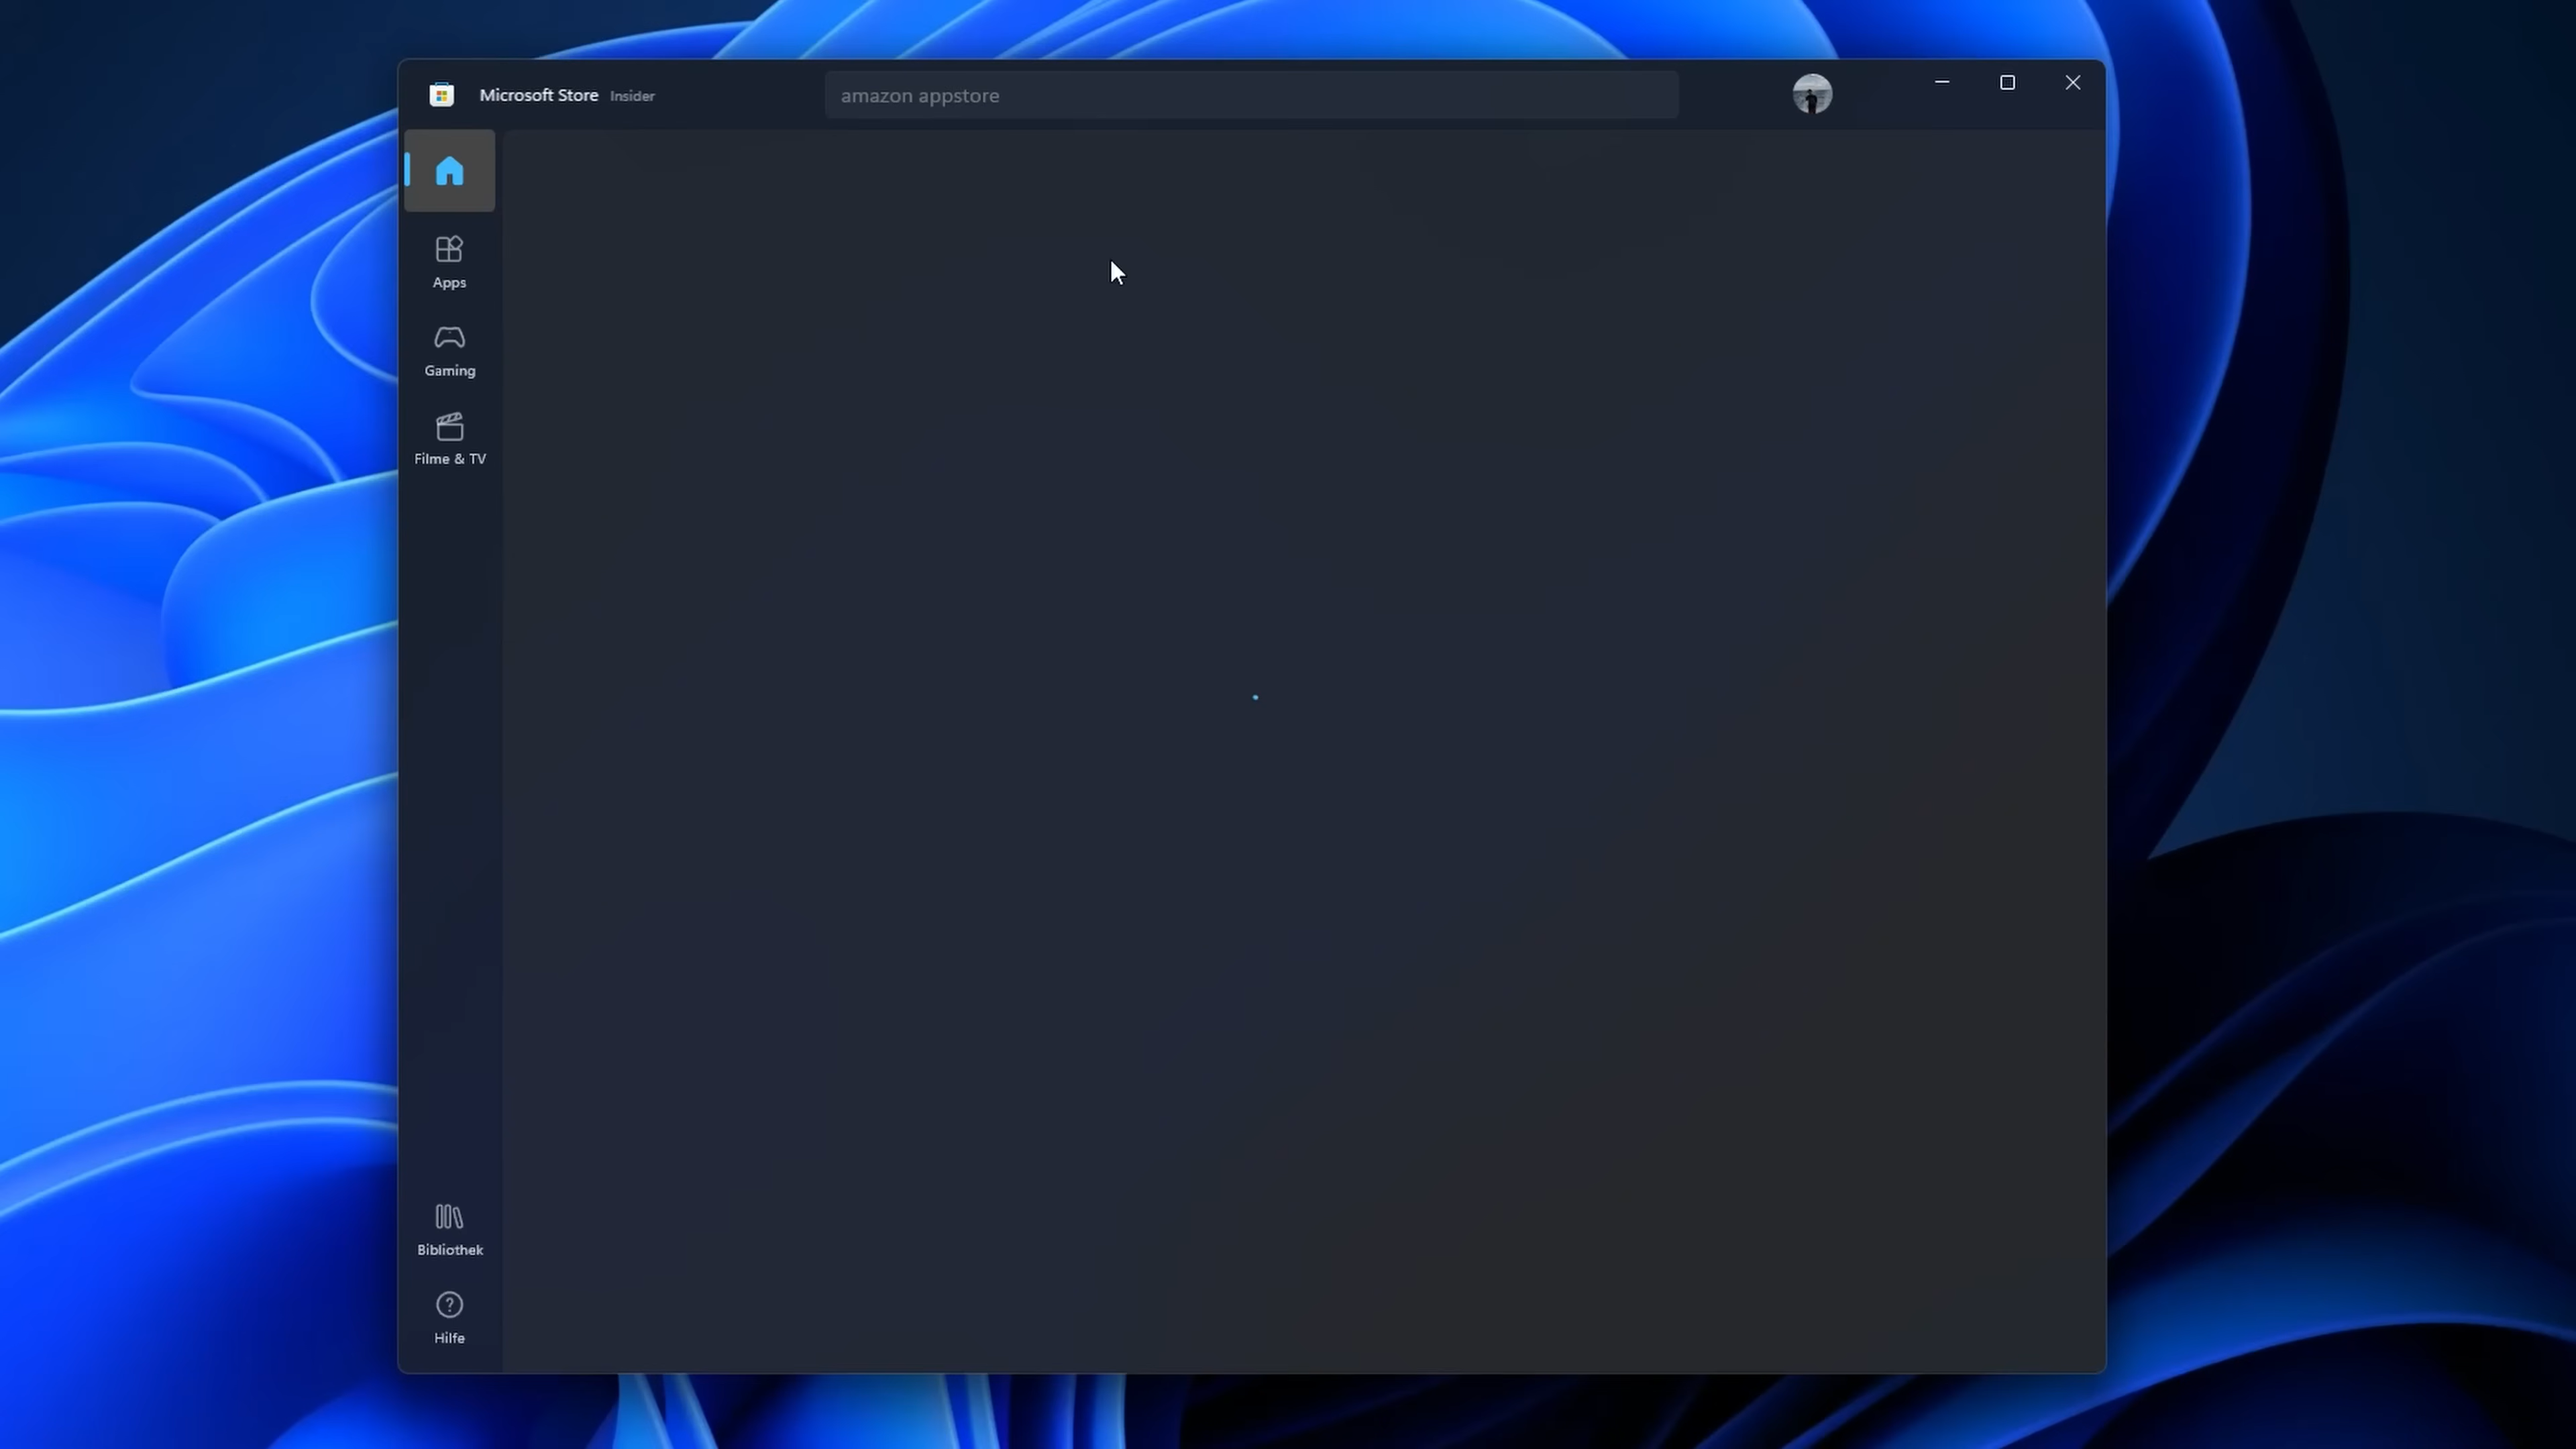 Microsoft Store Insider
amazon appstore
Apps
Gaming
Filme & TV
Bibliothek
Hilfe